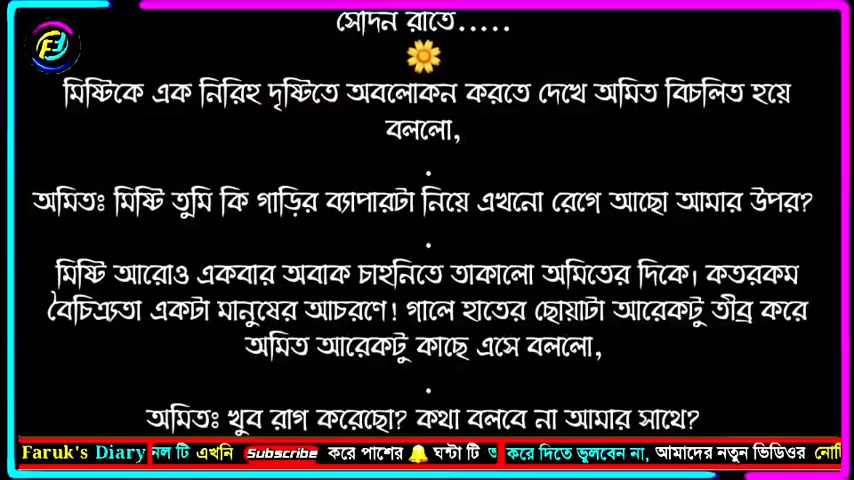 সেদিন রাতে.....
মিষ্টিকে এক নিরিহ দৃষ্টিতে অবলোকন করতে দেখে অমিত বিচলিত হয়ে
বললো,
.
অমিতঃ মিষ্টি তুমি কি গাড়ির ব্যাপারটা নিয়ে এখনো রেগে আছো আমার উপর?
.
মিষ্টি আরোও একবার অবাক চাহনিতে তাকালো অমিতের দিকে। কতরকম
বৈচিত্র্যতা একটা মানুষের আচরণে! গালে হাতের ছোয়াটা আরেকটু তীব্র করে
অমিত আরেকটু কাছে এসে বললো,
.
অমিতঃ খুব রাগ করেছো? কথা বলবে না আমার সাথে?
Faruk's Diary নল টি এখনি Subscribe করে পাশের ঘন্টা টি করে দিতে ভুলবেন না, আমাদের নতুন ভিডিওর